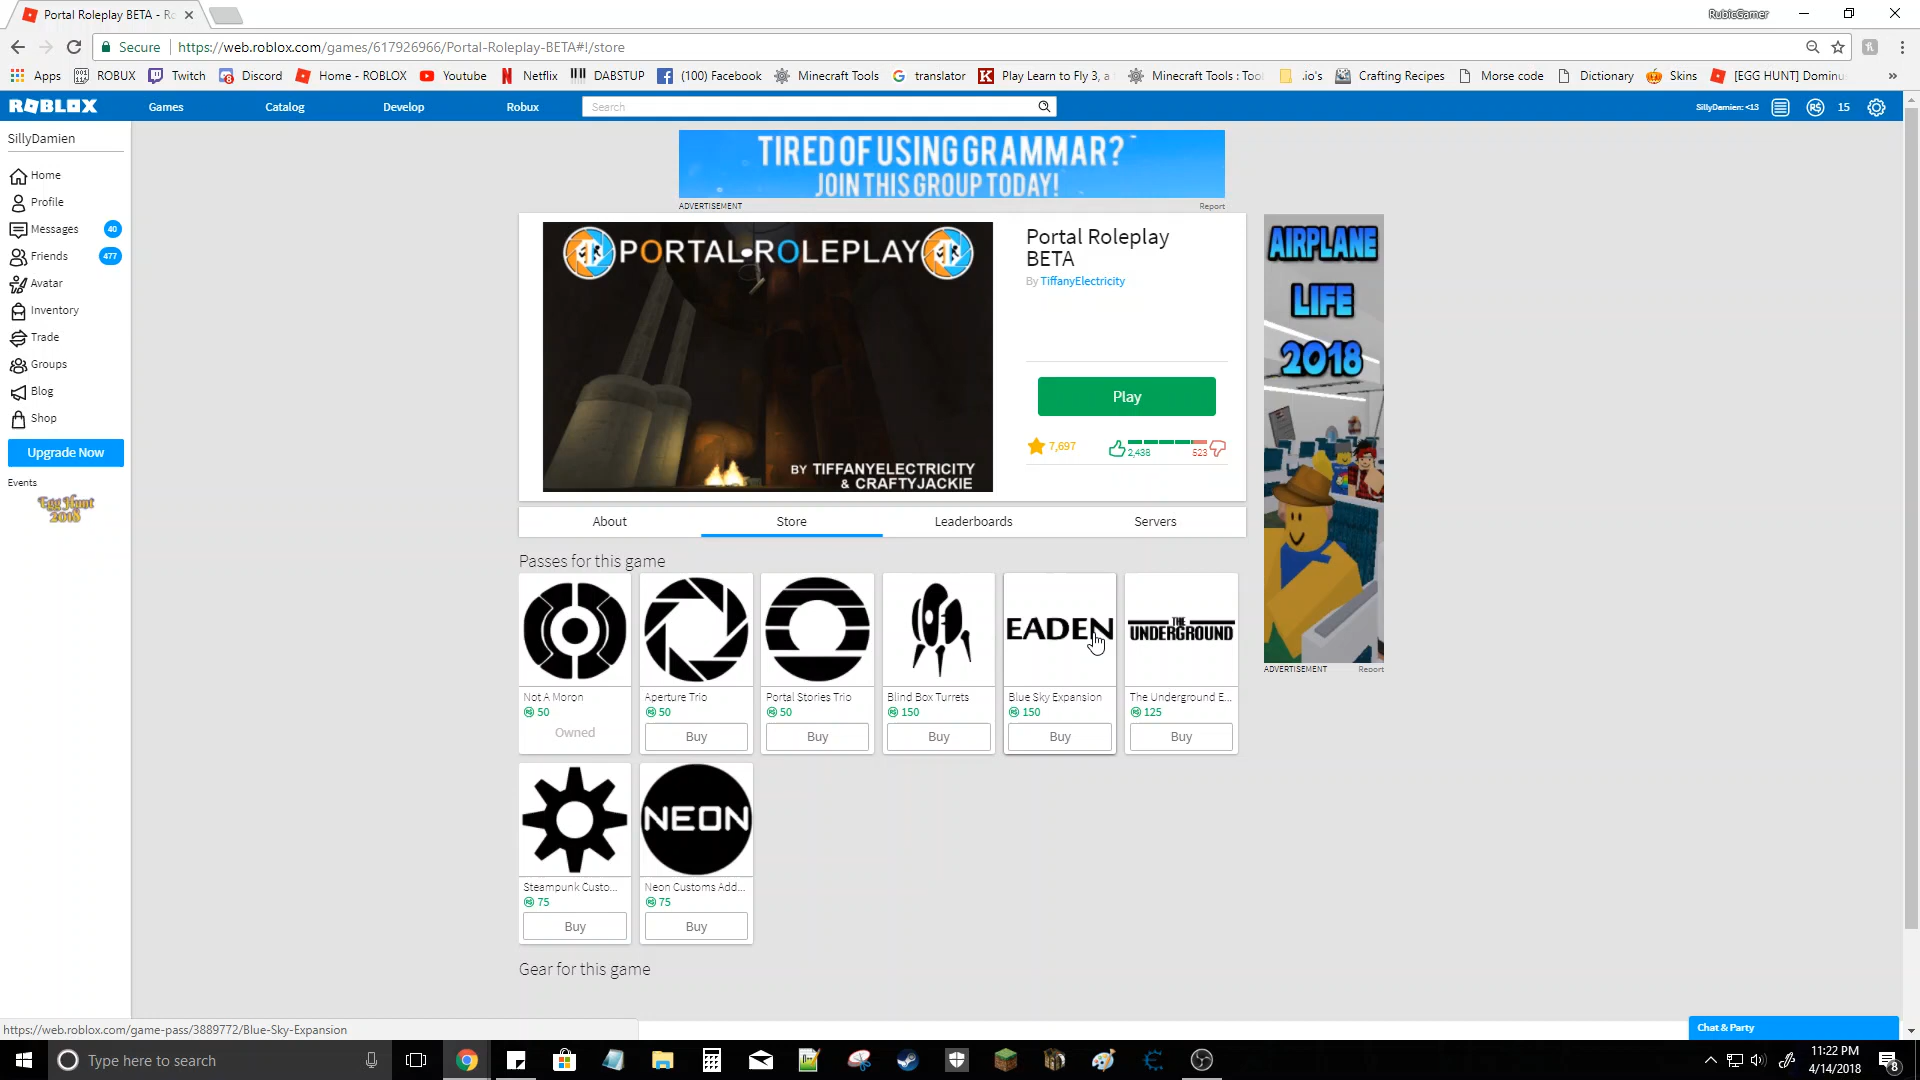 Portal Roleplay BETA - Ro
RubicGamer
Secure
https://web.roblox.com/games/617926966/Portal-Roleplay-BETA#!/store
Apps
ROBUX
Twitch
Discord
Home - ROBLOX
Youtube
Netflix
DABSTUP
(100) Facebook
Minecraft Tools
translator
Play Learn to Fly 3, a
Minecraft Tools : Tool
.io's
Crafting Recipes
Morse code
Dictionary
Skins
[EGG HUNT] Dominu
ROBLOX
Games
Catalog
Develop
Robux
Search
SillyDamien: <13
15
SillyDamien
Home
Profile
Messages
40
Friends
477
Avatar
Inventory
Trade
Groups
Blog
Shop
Upgrade Now
Events
Egg Hunt
2018
TIRED OF USING GRAMMAR?
JOIN THIS GROUP TODAY!
ADVERTISEMENT
Report
PORTAL•ROLEPLAY
BY TIFFANYELECTRICITY
& CRAFTYJACKIE
Portal Roleplay
BETA
By TiffanyElectricity
Play
7,697
2,438
523
AIRPLANE
LIFE
2018
ADVERTISEMENT
Report
About
Store
Leaderboards
Servers
Passes for this game
EADEN
THE
UNDERGROUND
Not A Moron
50
Owned
Aperture Trio
50
Buy
Portal Stories Trio
50
Buy
Blind Box Turrets
150
Buy
Blue Sky Expansion
150
Buy
The Underground E...
125
Buy
NEON
Steampunk Custo...
75
Buy
Neon Customs Add...
75
Buy
Gear for this game
https://web.roblox.com/game-pass/3889772/Blue-Sky-Expansion
Chat & Party
Type here to search
11:22 PM
4/14/2018
8